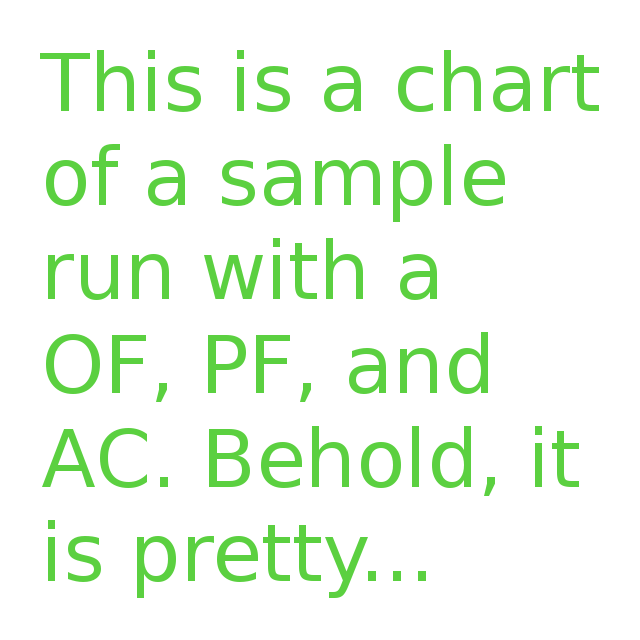 This is a chart
of a sample
run with a
OF, PF, and
AC. Behold, it
is pretty...